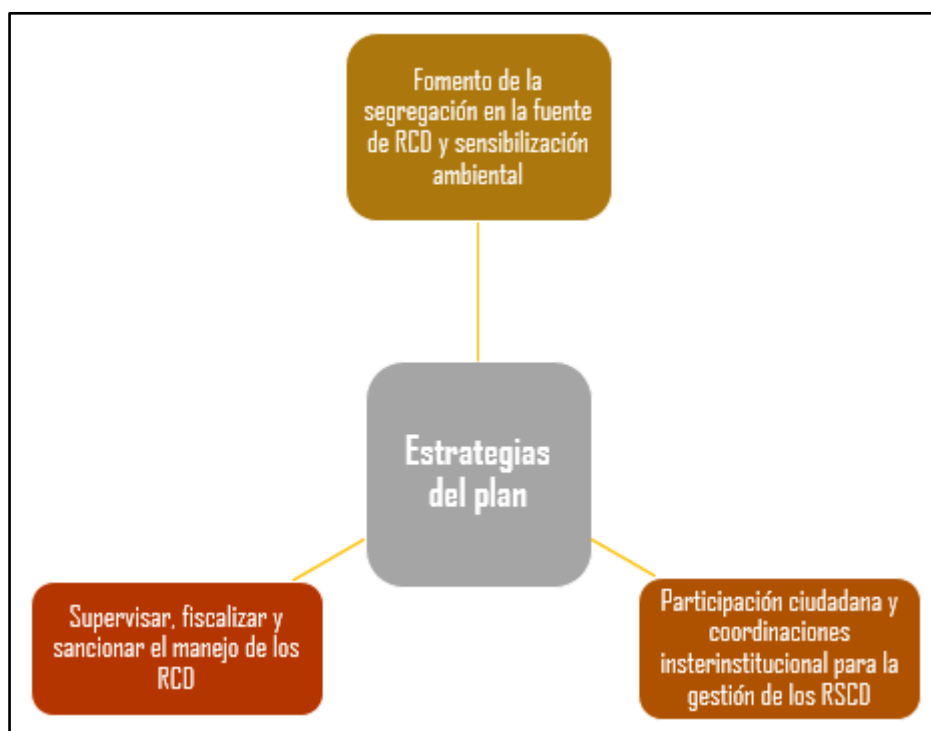 Fomento de la
segregación en la fuente
de RCD y sensibilización
ambiental
Estrategias
del plan
Supervisar, fiscalizar y
sancionar el manejo de los
RCD
Participación ciudadana y
coordinaciones
insterinstitucional para la
gestión de los RSCD